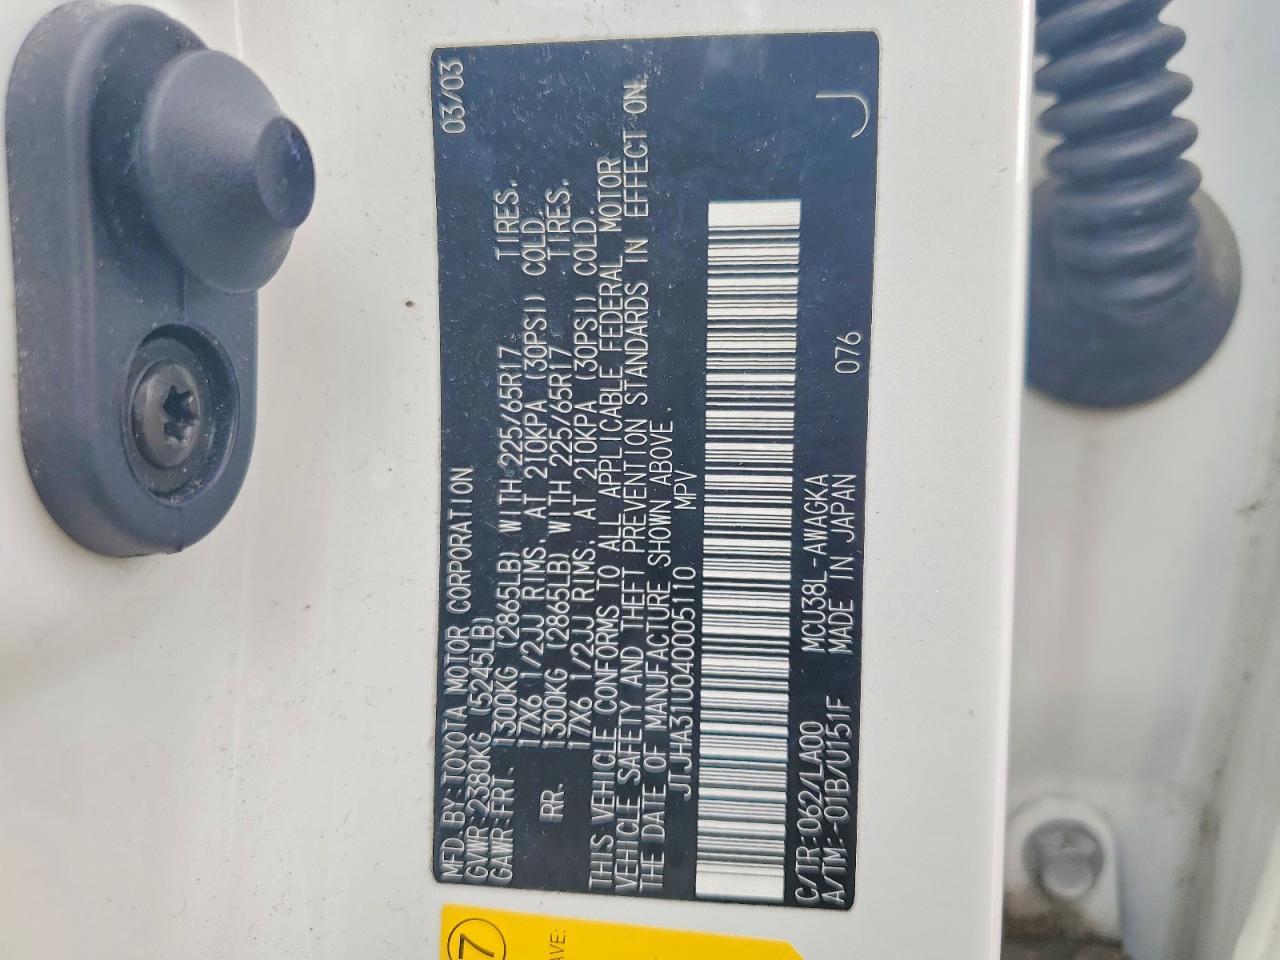 MFD.BY:TOYOTA MOTOR CORPORATION 03/03
GVWR:2380KG (5245LB)
GAWR:FRT. 1300KG (2865LB) WITH 225/65R17 TIRES.
17X6 1/2JJ RIMS, AT 210KPA (30PSI) COLD.
RR. 1300KG (2865LB) WITH 225/65R17 TIRES.
17X6 1/2JJ RIMS, AT 210KPA (30PSI) COLD.
THIS VEHICLE CONFORMS TO ALL APPLICABLE FEDERAL MOTOR
VEHICLE SAFETY AND THEFT PREVENTION STANDARDS IN EFFECT ON
THE DATE OF MANUFACTURE SHOWN ABOVE.
JTJHA31U040005110 MPV
C/TR:062/LA00 MCU38L-AWAGKA 076 J
A/TM:-01B/U151F MADE IN JAPAN
7